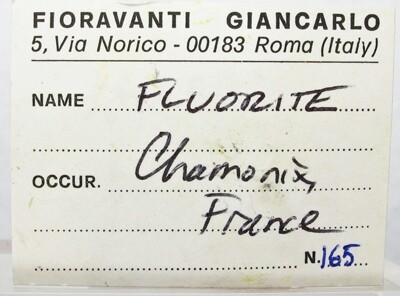 FIORAVANTI GIANCARLO
5, Via Norico - 00183 Roma (Italy)
NAME FLUORITE
OCCUR. Chamonix,
France
N. 165